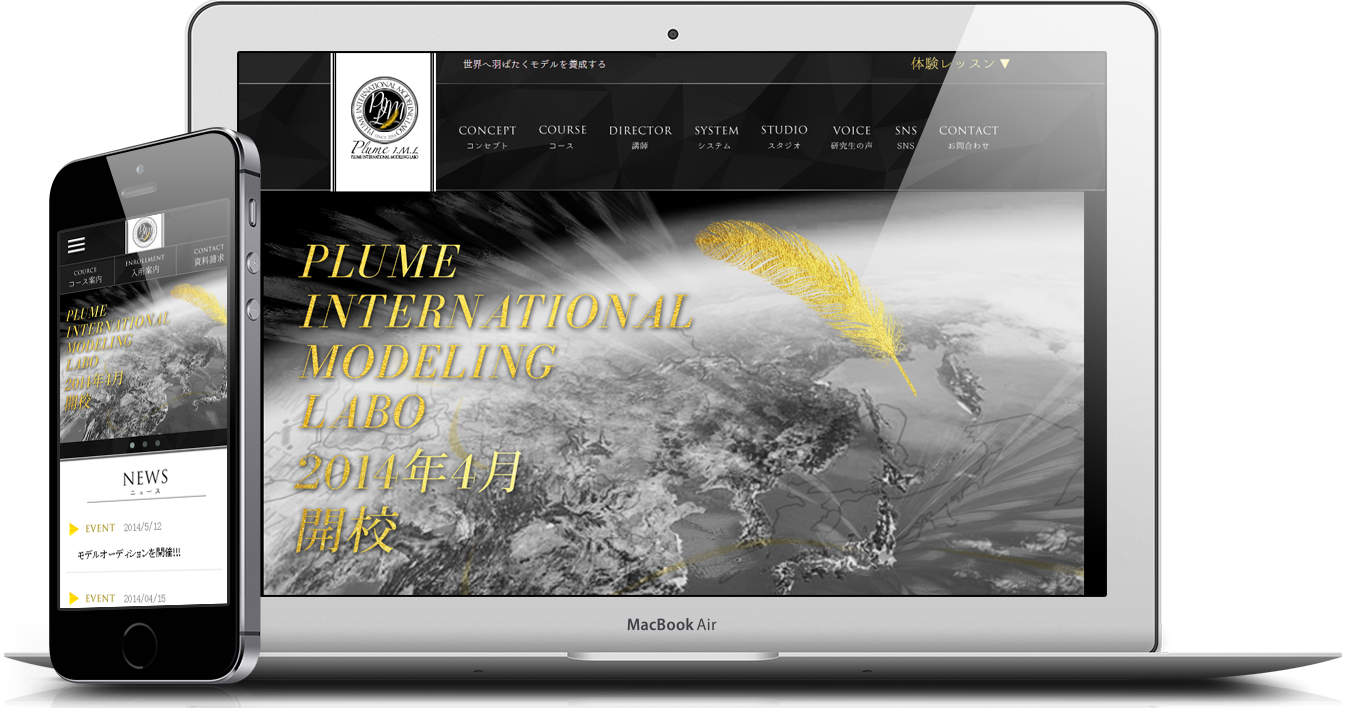 世界へ羽ばたくモデルを養成する
体験レッスン▼
PLUME INTERNATIONAL MODELING LABO
SINCE 2014
PLM
Plume I.M.L
PLUME INTERNATIONAL MODELING LABO
CONCEPT COURSE DIRECTOR SYSTEM STUDIO VOICE SNS CONTACT
コンセプト コース 講師 システム スタジオ 研究生の声 SNS お問合わせ
PLUME
INTERNATIONAL
MODELING
LABO
2014年4月
開校
MacBook Air
COURCE ENROLLMENT CONTACT
コース案内 入所案内 資料請求
PLUME
INTERNATIONAL
MODELING
LABO
2014年4月
開校
NEWS
ニュース
EVENT 2014/5/12
モデルオーディションを開催!!!
EVENT 2014/04/15